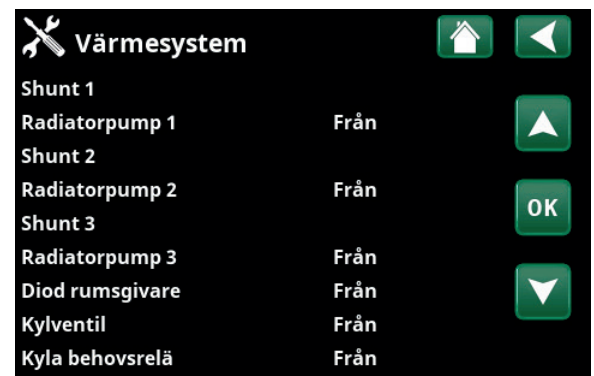 Värmesystem
Shunt 1
Radiatorpump 1 Från
Shunt 2
Radiatorpump 2 Från
OK
Shunt 3
Radiatorpump 3 Från
Diod rumsgivare Från
Kylventil Från
Kyla behovsrelä Från